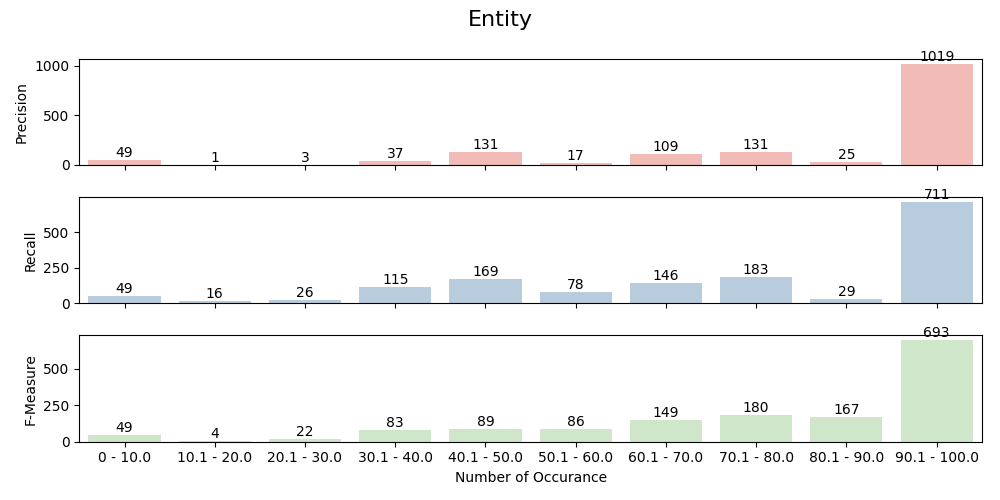 Entity
Precision
1000
500
0
49 1 3 37 131 17 109 131 25 1019
Recall
500
250
0
49 16 26 115 169 78 146 183 29 711
F-Measure
500
250
0
49 4 22 83 89 86 149 180 167 693
0 - 10.0 10.1 - 20.0 20.1 - 30.0 30.1 - 40.0 40.1 - 50.0 50.1 - 60.0 60.1 - 70.0 70.1 - 80.0 80.1 - 90.0 90.1 - 100.0
Number of Occurance